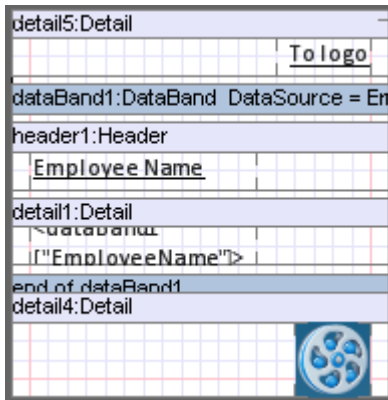 detail5:Detail
To logo
dataBand1:DataBand DataSource = Em
header1:Header
Employee Name
detail1:Detail
<dataBand1
["EmployeeName"]>
end of dataBand1
detail4:Detail